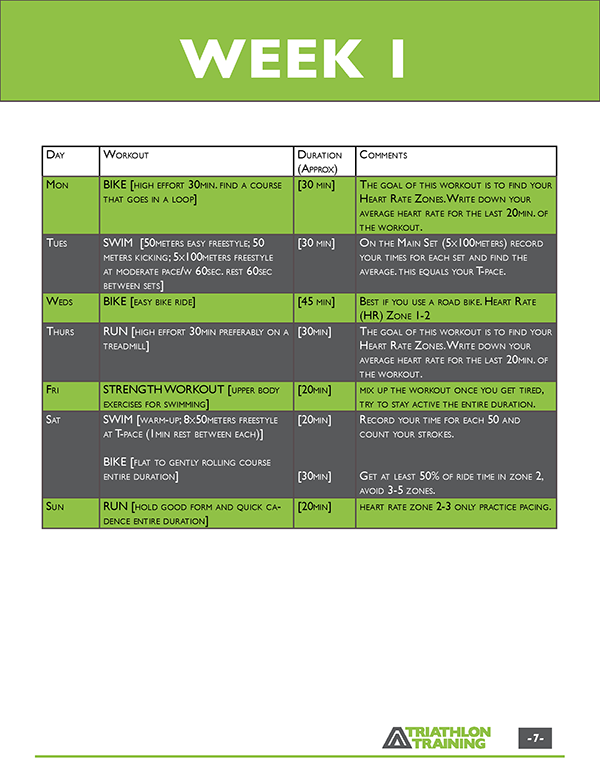 WEEK 1
Day Workout Duration (Approx) Comments
Mon BIKE [high effort 30min. find a course that goes in a loop] [30 min] The goal of this workout is to find your
Heart Rate Zones. Write down your
average heart rate for the last 20min. of
the workout.
Tues SWIM [50meters easy freestyle; 50 [30 min] On the Main Set (5x100meters) record
meters kicking; 5x100meters freestyle your times for each set and find the
at moderate pace/w 60sec. rest 60sec average. this equals your T-pace.
between sets]
Weds BIKE [easy bike ride] [45 min] Best if you use a road bike. Heart Rate
(HR) Zone 1-2
Thurs RUN [high effort 30min preferably on a [30min] The goal of this workout is to find your
treadmill] Heart Rate Zones. Write down your
average heart rate for the last 20min. of
the workout.
Fri STRENGTH WORKOUT [upper body [20min] mix up the workout once you get tired,
exercises for swimming] try to stay active the entire duration.
Sat SWIM [warm-up; 8x50meters freestyle [20min] Record your time for each 50 and
at T-pace (1min rest between each)] count your strokes.
BIKE [flat to gently rolling course [30min] Get at least 50% of ride time in zone 2,
entire duration] avoid 3-5 zones.
Sun RUN [hold good form and quick ca- [20min] heart rate zone 2-3 only practice pacing.
dence entire duration]
TRIATHLON
TRAINING
-7-